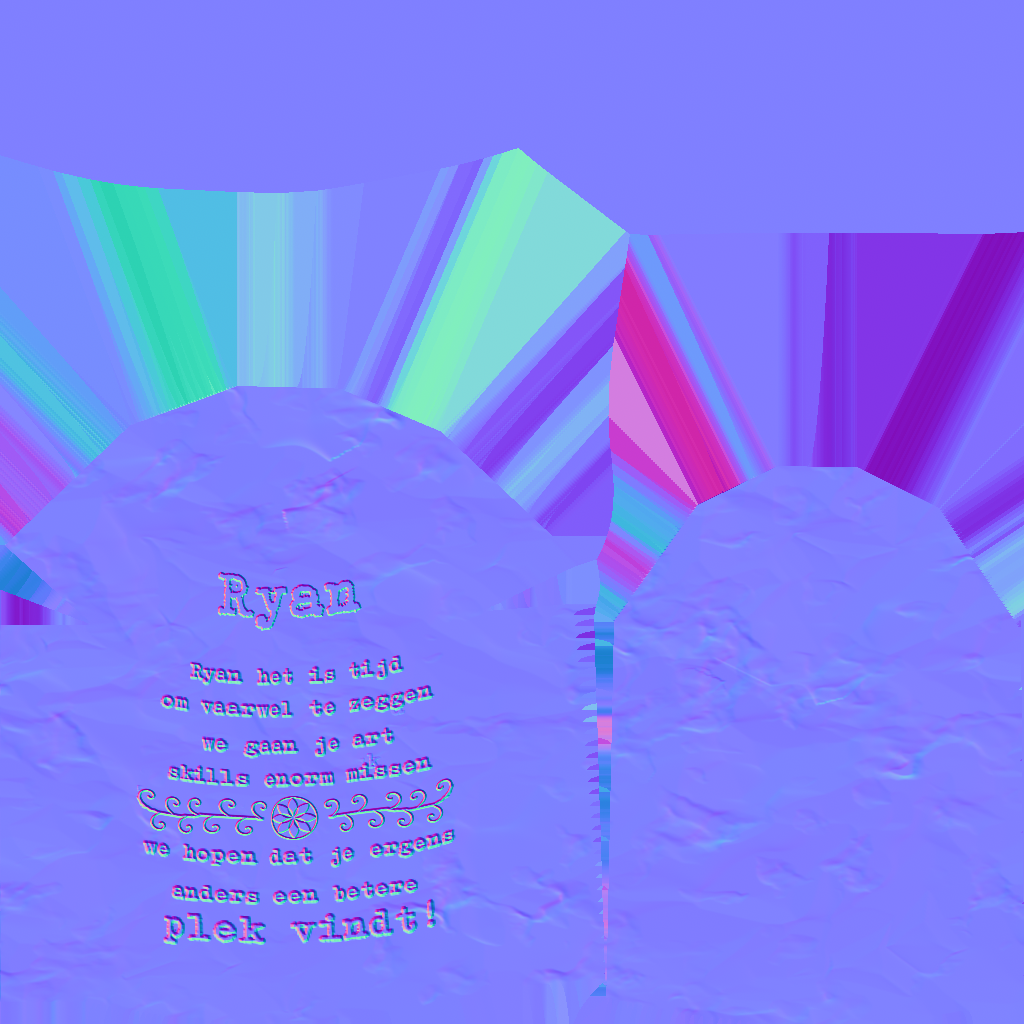 Ryan
Ryan het is tijd
om vaarwel te zeggen
we gaan je art
skills enorm missen
we hopen dat je ergens
anders een betere
plek vindt!